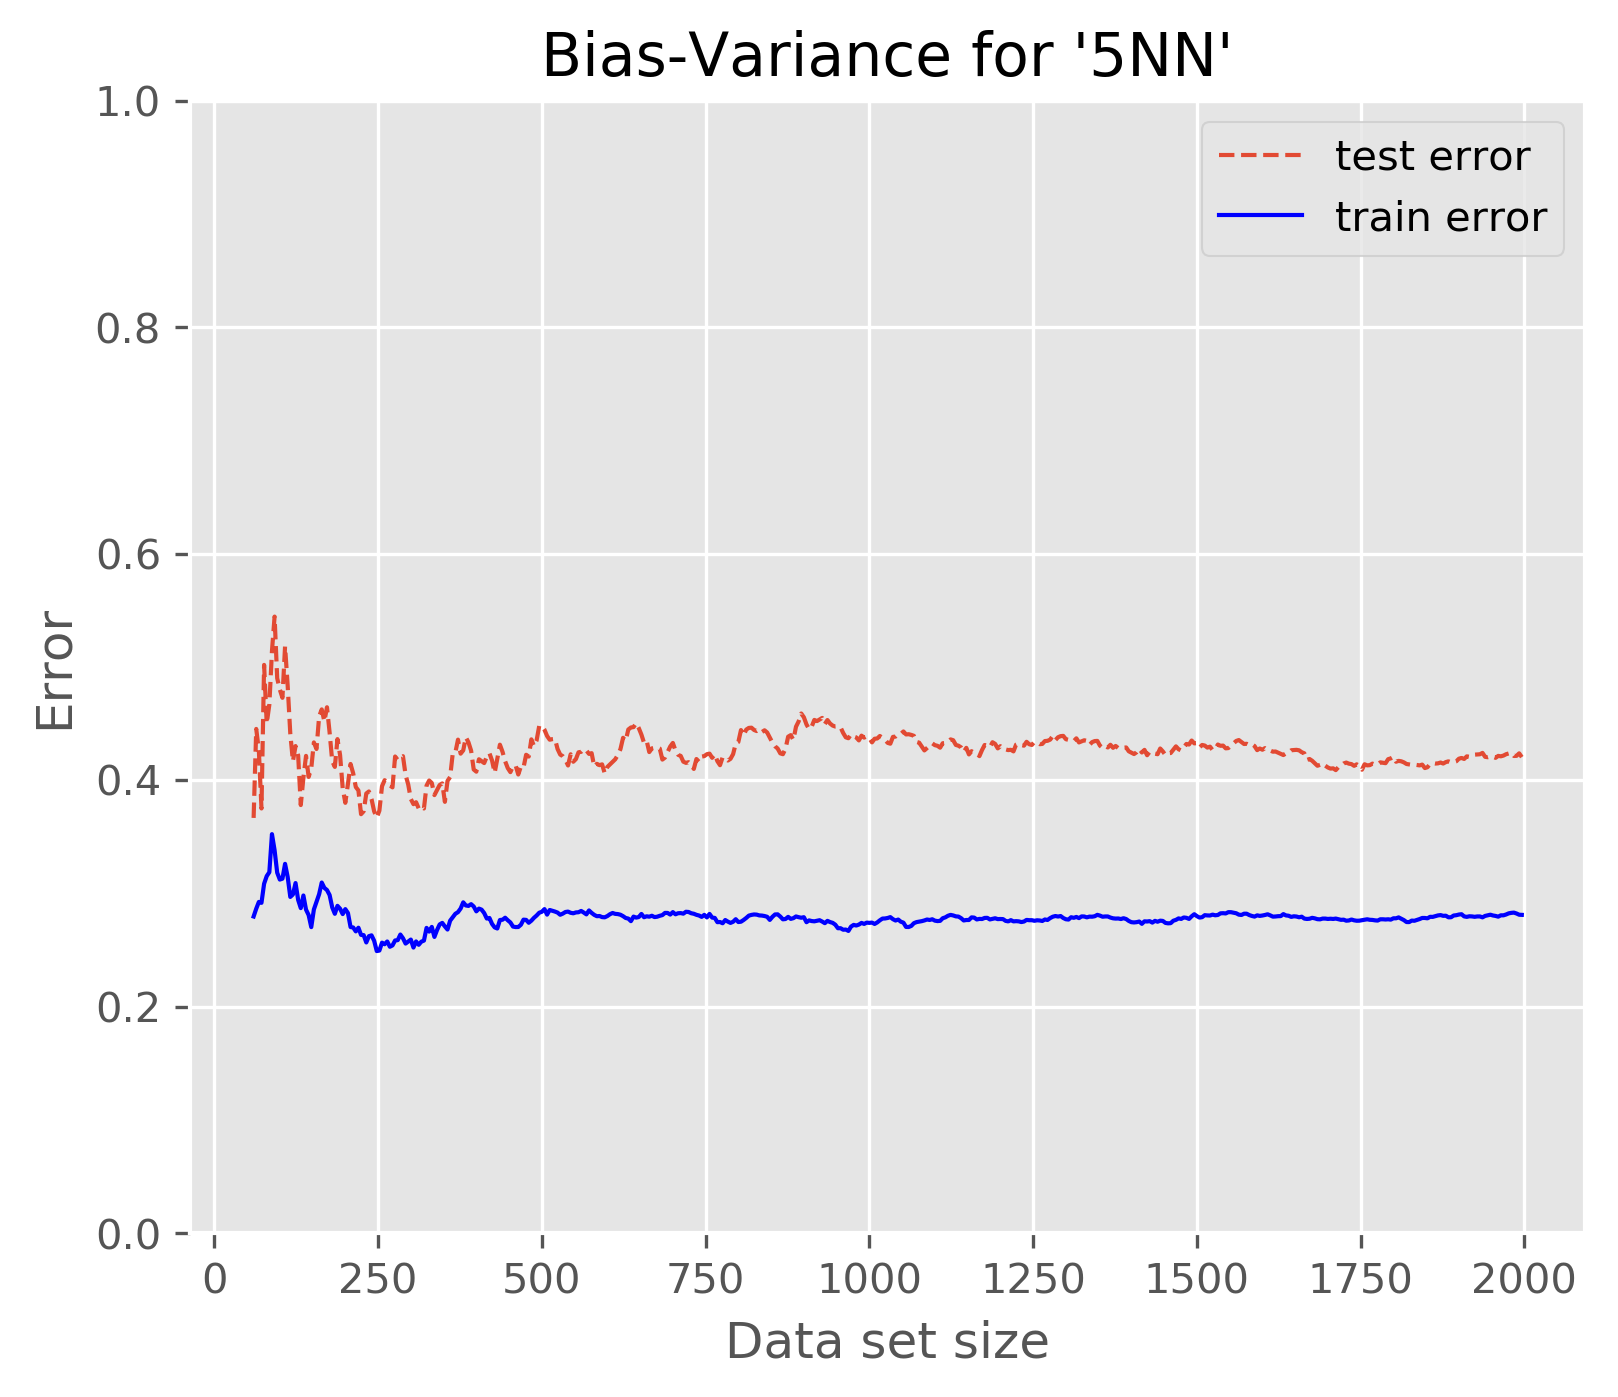 Bias-Variance for '5NN'
test error
train error
1.0
0.8
0.6
0.4
0.2
0.0
Error
0 250 500 750 1000 1250 1500 1750 2000
Data set size